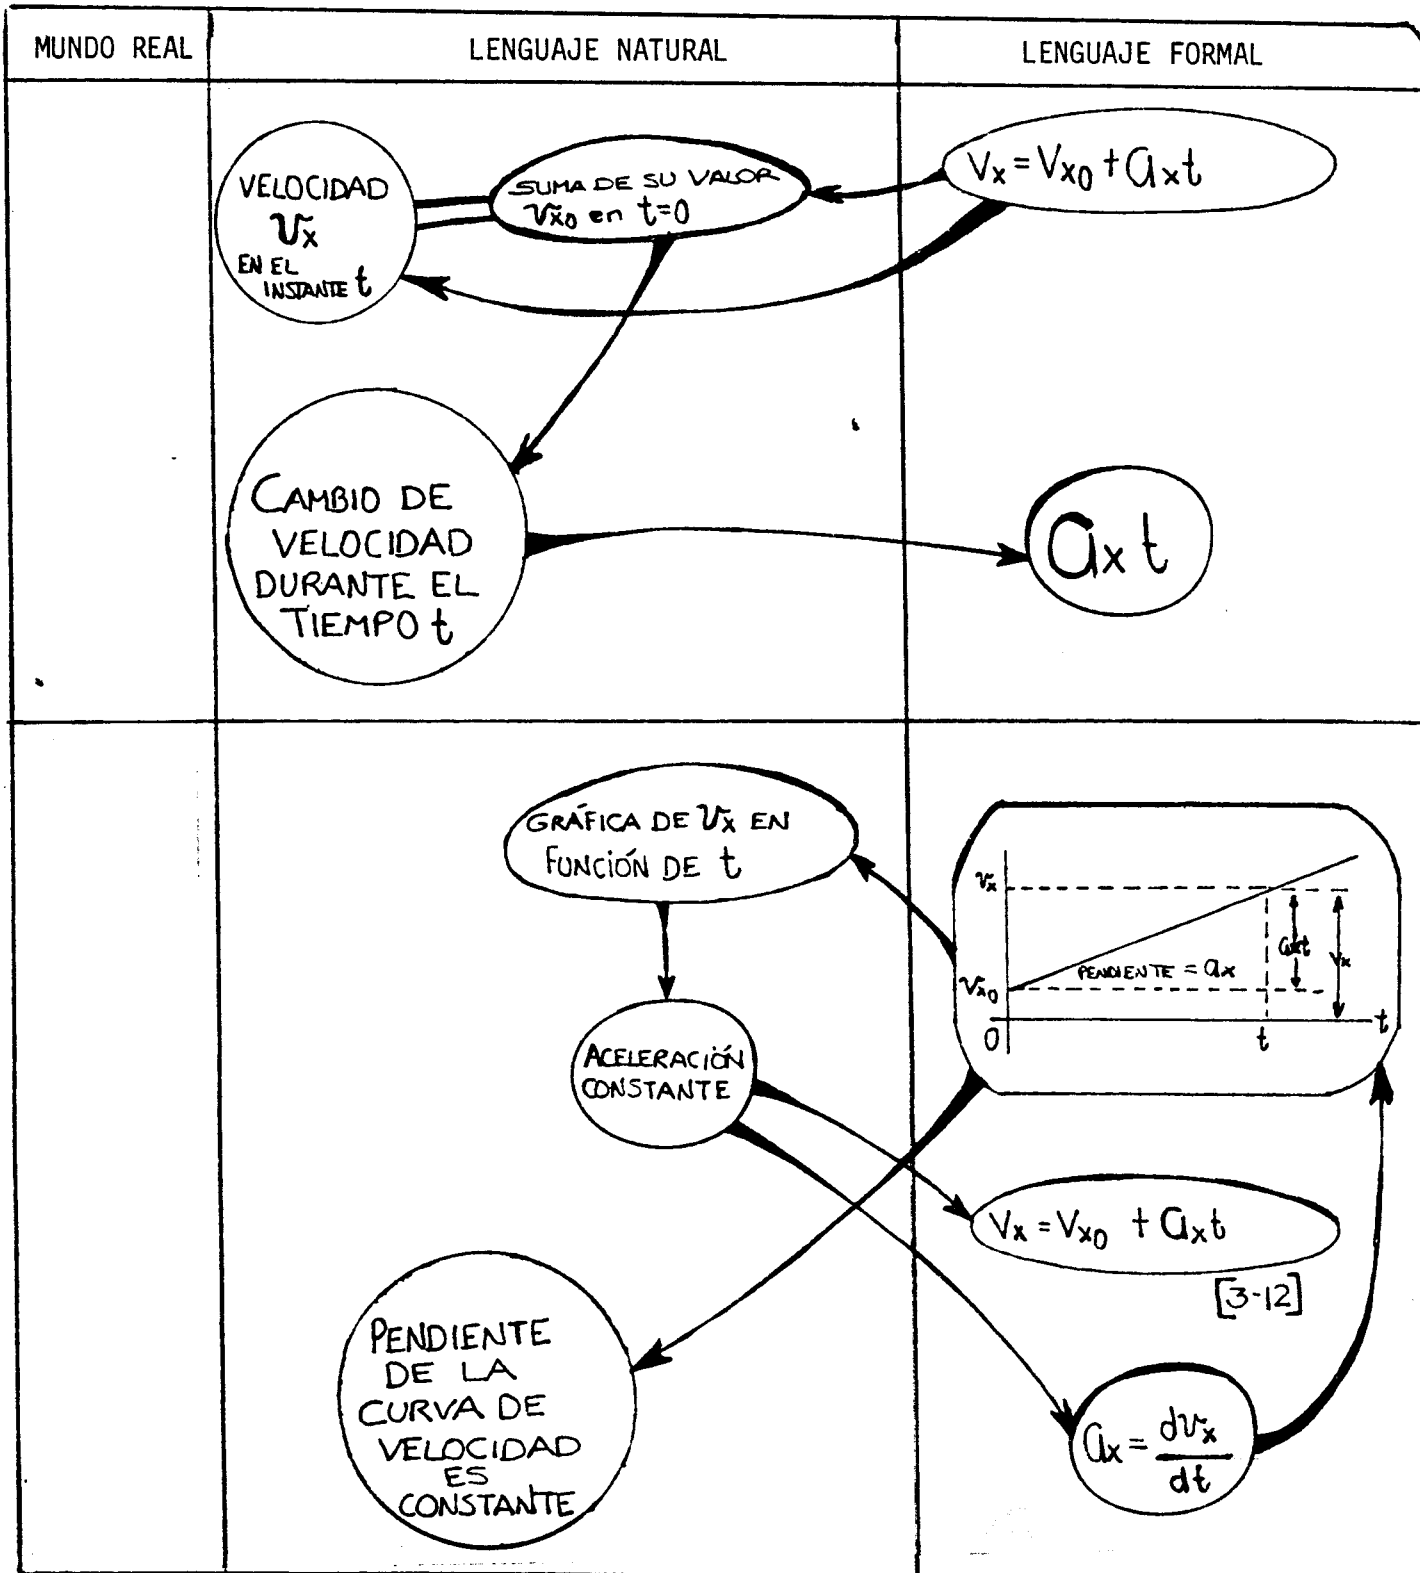 MUNDO REAL
LENGUAJE NATURAL
LENGUAJE FORMAL
VELOCIDAD
vx
EN EL
INSTANTE t
SUMA DE SU VALOR
vx0 en t=0
Vx = Vx0 + axt
CAMBIO DE
VELOCIDAD
DURANTE EL
TIEMPO t
ax t
GRÁFICA DE vx EN
FUNCIÓN DE t
vx
axt
vx
PENDIENTE = ax
vx0
0
t
t
ACELERACIÓN
CONSTANTE
Vx = Vx0 + axt
[3-12]
PENDIENTE
DE LA
CURVA DE
VELOCIDAD
ES
CONSTANTE
ax = dvx
dt